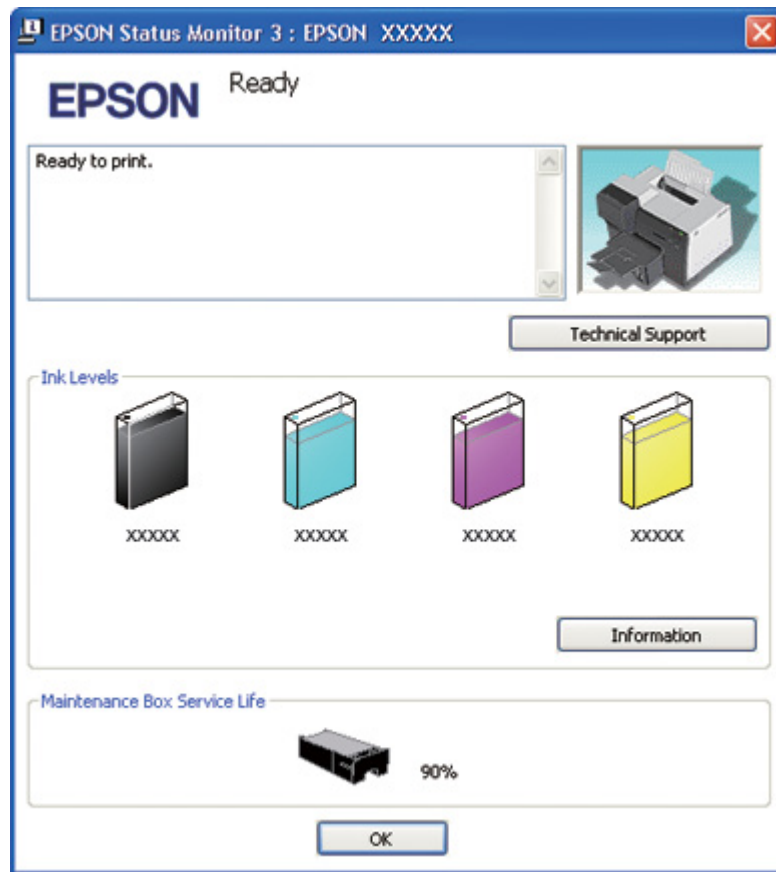 EPSON Status Monitor 3 : EPSON XXXXX
EPSON
Ready
Ready to print.
Technical Support
Ink Levels
XXXXX XXXXX XXXXX XXXXX
Information
Maintenance Box Service Life
90%
OK